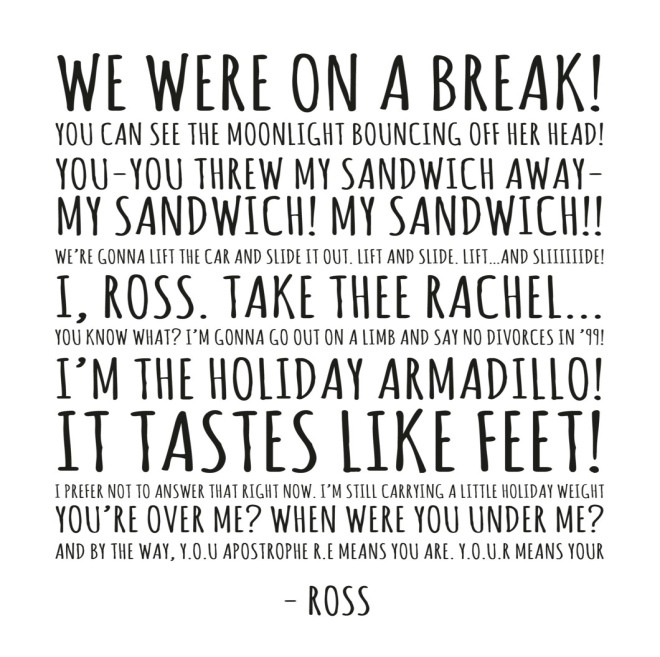 WE WERE ON A BREAK!
YOU CAN SEE THE MOONLIGHT BOUNCING OFF HER HEAD!
YOU-YOU THREW MY SANDWICH AWAY-
MY SANDWICH! MY SANDWICH!!
WE'RE GONNA LIFT THE CAR AND SLIDE IT OUT. LIFT AND SLIDE. LIFT...AND SLIIIIIIDE!
I, ROSS. TAKE THEE RACHEL...
YOU KNOW WHAT? I'M GONNA GO OUT ON A LIMB AND SAY NO DIVORCES IN '99!
I'M THE HOLIDAY ARMADILLO!
IT TASTES LIKE FEET!
I PREFER NOT TO ANSWER THAT RIGHT NOW. I'M STILL CARRYING A LITTLE HOLIDAY WEIGHT
YOU'RE OVER ME? WHEN WERE YOU UNDER ME?
AND BY THE WAY, Y.O.U APOSTROPHE R.E MEANS YOU ARE. Y.O.U.R MEANS YOUR
- ROSS